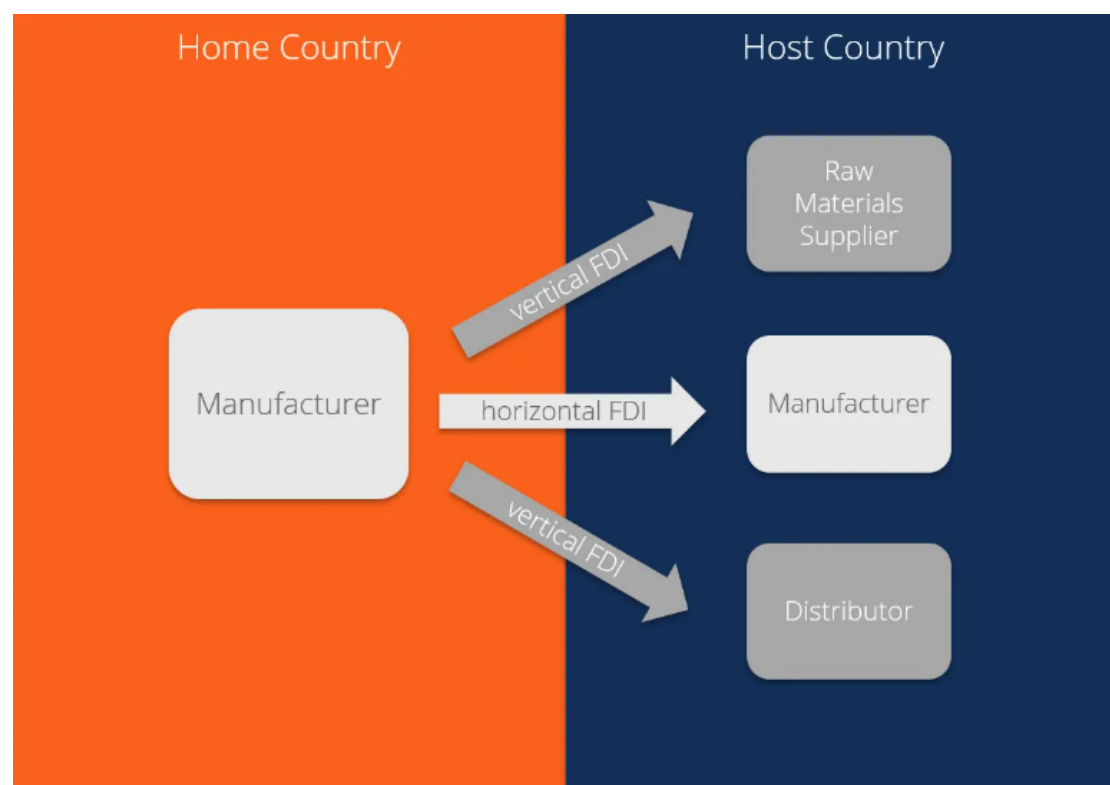 Home Country
Host Country
Raw
Materials
Supplier
vertical FDI
Manufacturer
horizontal FDI
Manufacturer
vertical FDI
Distributor